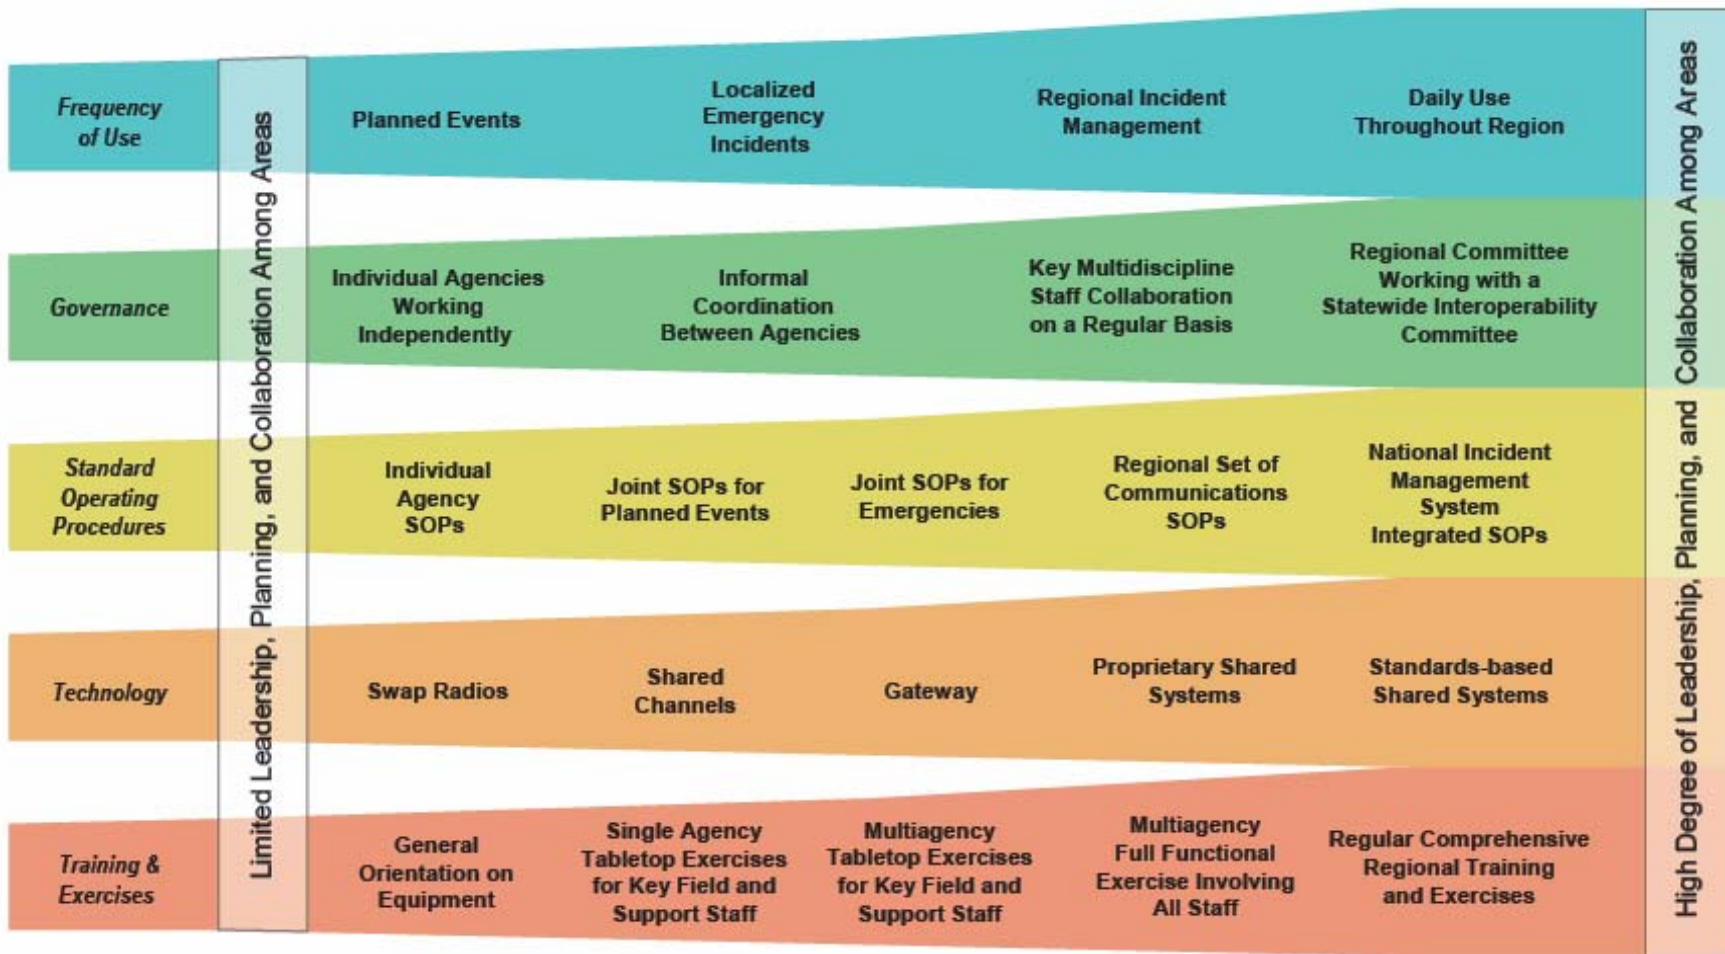 Frequency
of Use
Limited Leadership, Planning, and Collaboration Among Areas
Planned Events
Localized
Emergency
Incidents
Regional Incident
Management
Daily Use
Throughout Region
High Degree of Leadership, Planning, and Collaboration Among Areas
Governance
Individual Agencies
Working
Independently
Informal
Coordination
Between Agencies
Key Multidiscipline
Staff Collaboration
on a Regular Basis
Regional Committee
Working with a
Statewide Interoperability
Committee
Standard
Operating
Procedures
Individual
Agency
SOPs
Joint SOPs for
Planned Events
Joint SOPs for
Emergencies
Regional Set of
Communications
SOPs
National Incident
Management
System
Integrated SOPs
Technology
Swap Radios
Shared
Channels
Gateway
Proprietary Shared
Systems
Standards-based
Shared Systems
Training &
Exercises
General
Orientation on
Equipment
Single Agency
Tabletop Exercises
for Key Field and
Support Staff
Multiagency
Tabletop Exercises
for Key Field and
Support Staff
Multiagency
Full Functional
Exercise Involving
All Staff
Regular Comprehensive
Regional Training
and Exercises